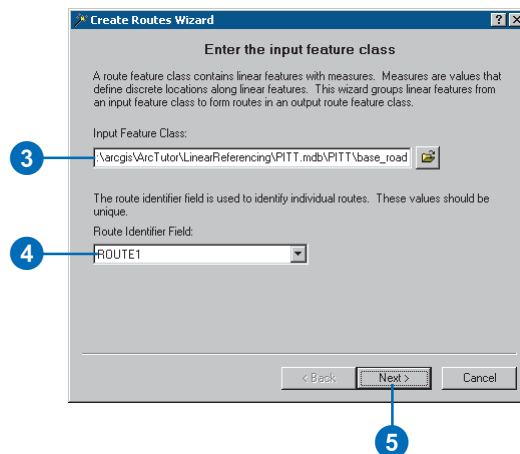 Create Routes Wizard
Enter the input feature class
A route feature class contains linear features with measures. Measures are values that
define discrete locations along linear features. This wizard groups linear features from
an input feature class to form routes in an output route feature class.
Input Feature Class:
3
:\arcgis\ArcTutor\LinearReferencing\PITT.mdb\PITT\base_road
The route identifier field is used to identify individual routes. These values should be
unique.
Route Identifier Field:
4
ROUTE1
< Back
Next >
Cancel
5